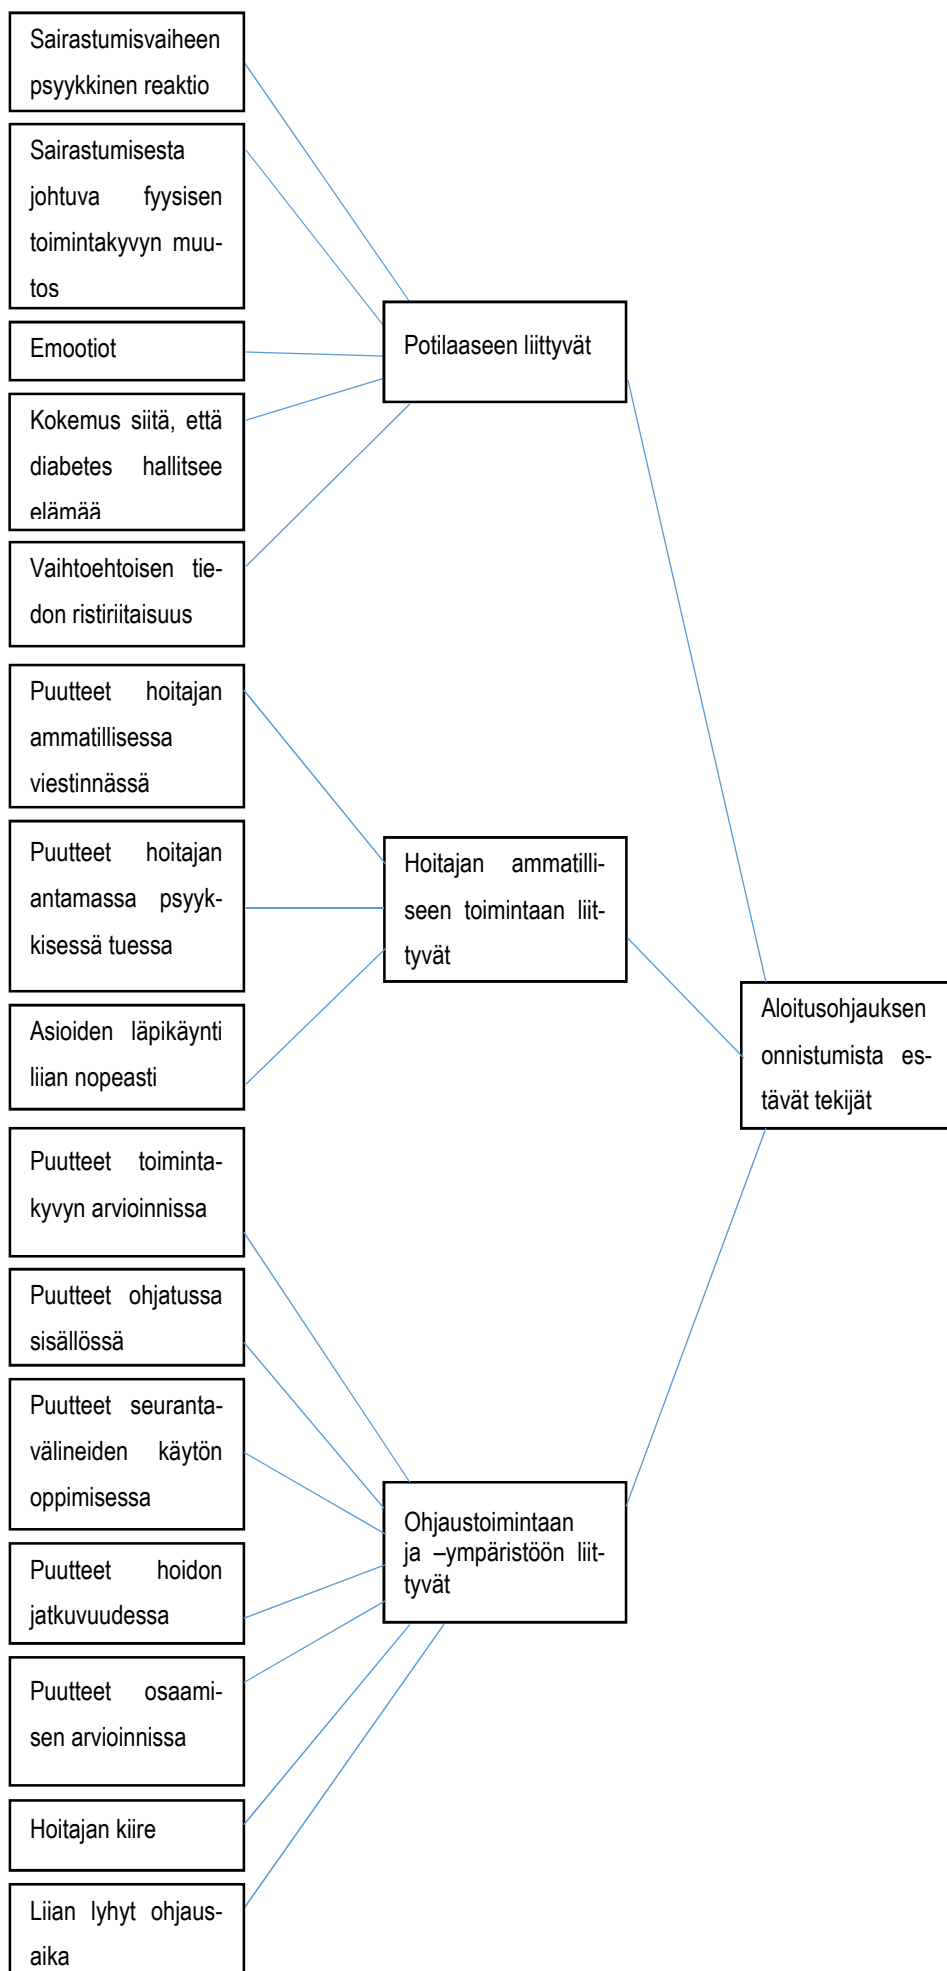 Sairastumisvaiheen
psyykkinen reaktio
Sairastumisesta
johtuva fyysisen
toimintakyvyn muu-
tos
Emootiot
Kokemus siitä, että
diabetes hallitsee
elämää
Vaihtoehtoisen tie-
don ristiriitaisuus
Puutteet hoitajan
ammatillisessa
viestinnässä
Puutteet hoitajan
antamassa psyyk-
kisessä tuessa
Asioiden läpikäynti
liian nopeasti
Puutteet toiminta-
kyvyn arvioinnissa
Puutteet ohjatussa
sisällössä
Puutteet seuranta-
välineiden käytön
oppimisessa
Puutteet hoidon
jatkuvuudessa
Puutteet osaami-
sen arvioinnissa
Hoitajan kiire
Liian lyhyt ohjaus-
aika
Potilaaseen liittyvät
Hoitajan ammatilli-
seen toimintaan liit-
tyvät
Ohjaustoimintaan
ja –ympäristöön liit-
tyvät
Aloitusohjauksen
onnistumista es-
tävät tekijät